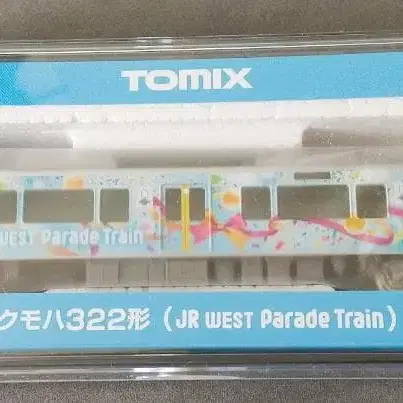 TOMIX
WEST Parade Train
クモハ322形 (JR WEST Parade Train)